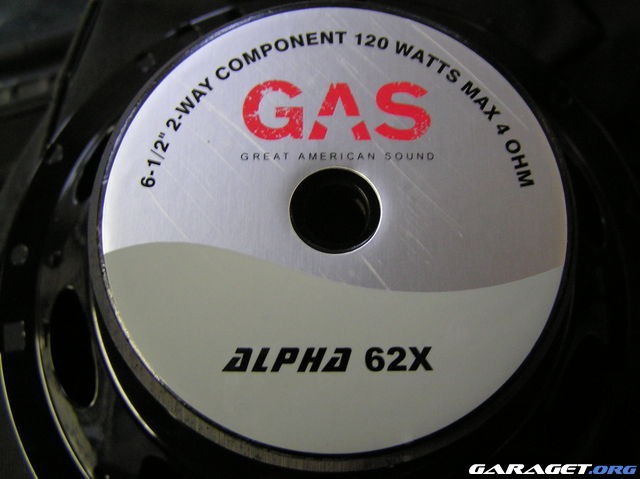 6-1/2" 2-WAY COMPONENT 120 WATTS MAX 4 OHM
GAS
GREAT AMERICAN SOUND
ALPHA 62X
GARAGET.ORG